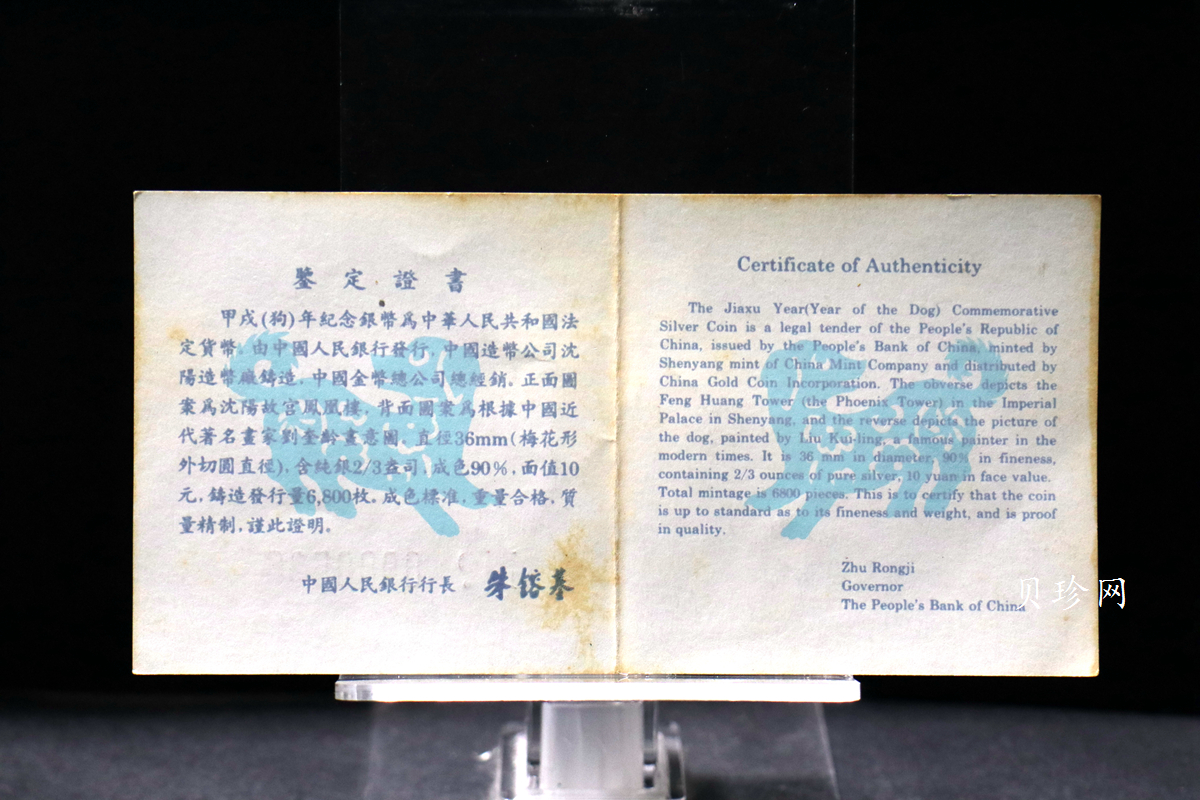 鑒定證書
甲戌(狗)年紀念銀幣爲中華人民共和國法
定貨幣。由中國人民銀行發行,中國造幣公司沈
陽造幣廠鑄造,中國金幣總公司總經銷。正面圖
案爲沈陽故宮鳳凰樓,背面圖案爲根據中國近
代著名畫家劉奎齡畫意圖,直徑36mm(梅花形
外切圓直徑),含純銀2/3盎司,成色90%,面值10
元,鑄造發行量6,800枚。成色標准,重量合格,質
量精制,謹此證明。
中國人民銀行行長 朱鎔基
Certificate of Authenticity
The Jiaxu Year(Year of the Dog) Commemorative
Silver Coin is a legal tender of the People's Republic of
China, issued by the People's Bank of China, minted by
Shenyang mint of China Mint Company and distributed by
China Gold Coin Incorporation. The obverse depicts the
Feng Huang Tower (the Phoenix Tower) in the Imperial
Palace in Shenyang, and the reverse depicts the picture of
the dog, painted by Liu Kui-ling, a famous painter in the
modern times. It is 36 mm in diameter, 90% in fineness,
containing 2/3 ounces of pure silver, 10 yuan in face value.
Total mintage is 6800 pieces. This is to certify that the coin
is up to standard as to its fineness and weight, and is proof
in quality.
Zhu Rongji
Governor
The People's Bank of China
贝珍网